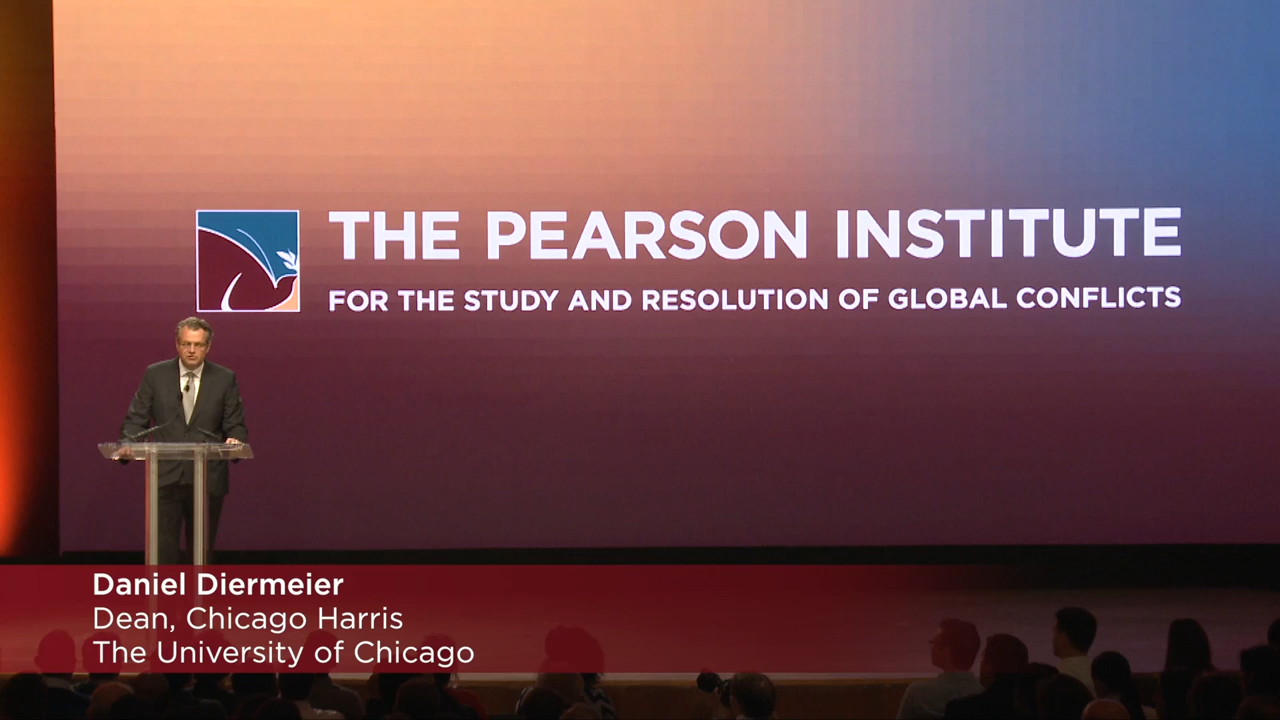 THE PEARSON INSTITUTE
FOR THE STUDY AND RESOLUTION OF GLOBAL CONFLICTS
Daniel Diermeier
Dean, Chicago Harris
The University of Chicago